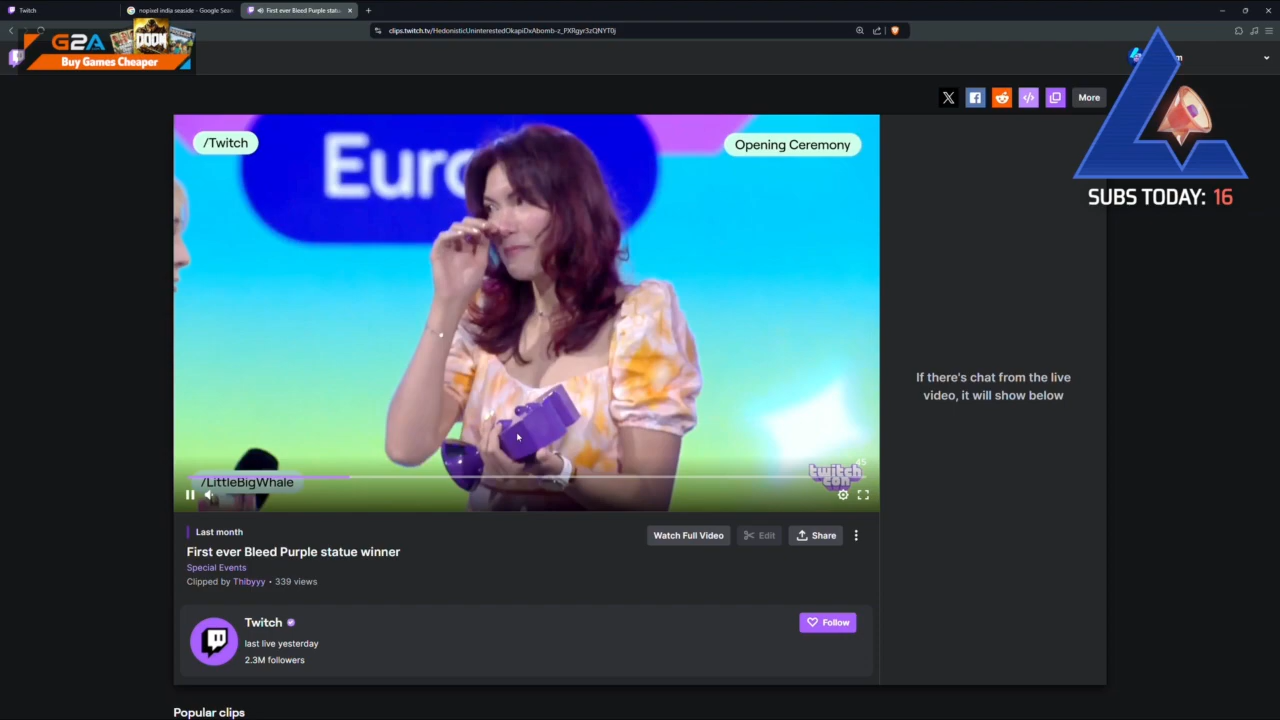 Twitch
nopixel india seaside - Google Sear
First ever Bleed Purple statue
clips.twitch.tv/HedonisticUninterestedOkapiDxAbomb-z_FXRgyr3zQNYT0j
G2A
DOOM
Buy Games Cheaper
More
SUBS TODAY: 16
/Twitch
Opening Ceremony
Euro
If there's chat from the live
video, it will show below
/LittleBigWhale
45
twitch
con
Last month
Watch Full Video
Edit
Share
First ever Bleed Purple statue winner
Special Events
Clipped by Thibyyy • 339 views
Twitch
last live yesterday
2.3M followers
Follow
Popular clips